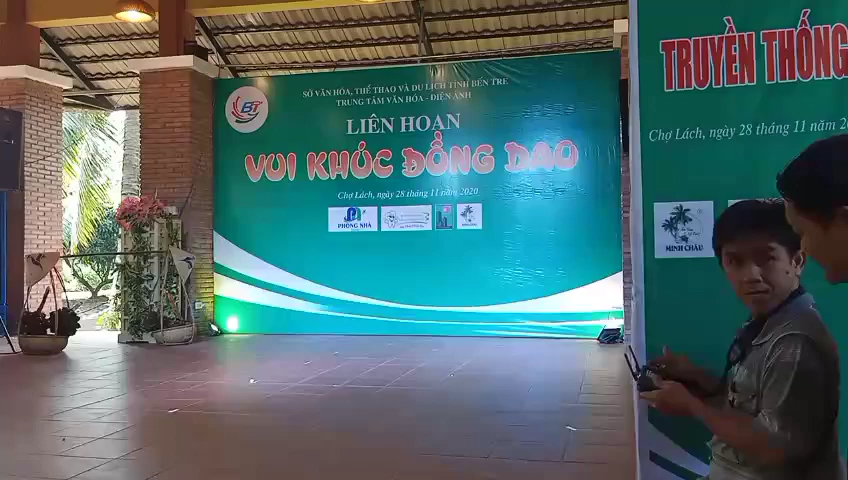 SỞ VĂN HÓA, THỂ THAO VÀ DU LỊCH TỈNH BẾN TRE
TRUNG TÂM VĂN HÓA - ĐIỆN ẢNH
BT
LIÊN HOAN
VUI KHÚC ĐỒNG DAO
Chợ Lách, ngày 28 tháng 11 năm 2020
PHONG NHÃ
TRUYỀN THỐNG
Chợ Lách, ngày 28 tháng 11 năm
MINH CHÂU